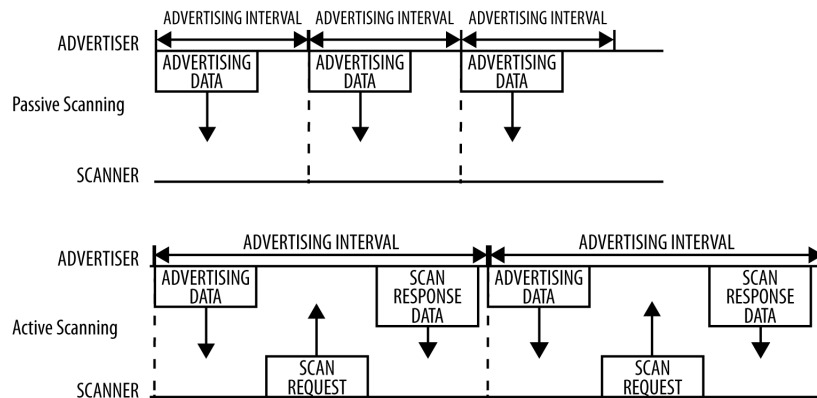 ADVERTISING INTERVAL ADVERTISING INTERVAL ADVERTISING INTERVAL
ADVERTISER
ADVERTISING DATA
ADVERTISING DATA
ADVERTISING DATA
Passive Scanning
SCANNER
ADVERTISING INTERVAL ADVERTISING INTERVAL
ADVERTISER
ADVERTISING DATA
SCAN RESPONSE DATA
ADVERTISING DATA
SCAN RESPONSE DATA
Active Scanning
SCAN REQUEST
SCAN REQUEST
SCANNER